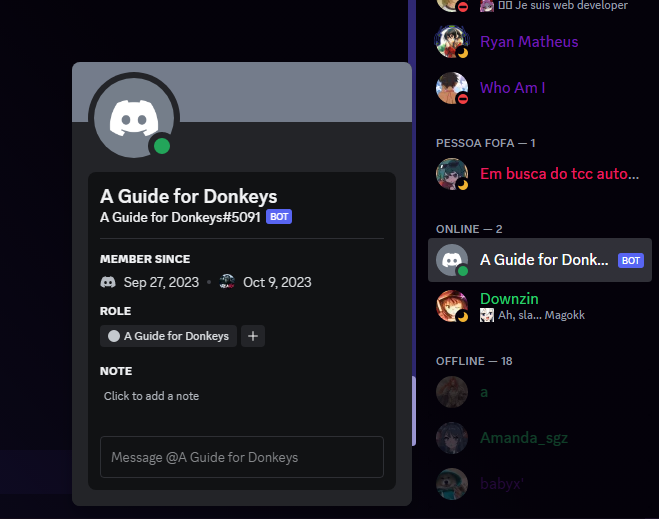 A Guide for Donkeys
A Guide for Donkeys#5091 BOT
MEMBER SINCE
Sep 27, 2023 • Oct 9, 2023
ROLE
A Guide for Donkeys +
NOTE
Click to add a note
Message @A Guide for Donkeys
Je suis web developer
Ryan Matheus
Who Am I
PESSOA FOFA — 1
Em busca do tcc auto...
ONLINE — 2
A Guide for Donk... BOT
Downzin
Ah, sla... Magokk
OFFLINE — 18
a
Amanda_sgz
babyx'